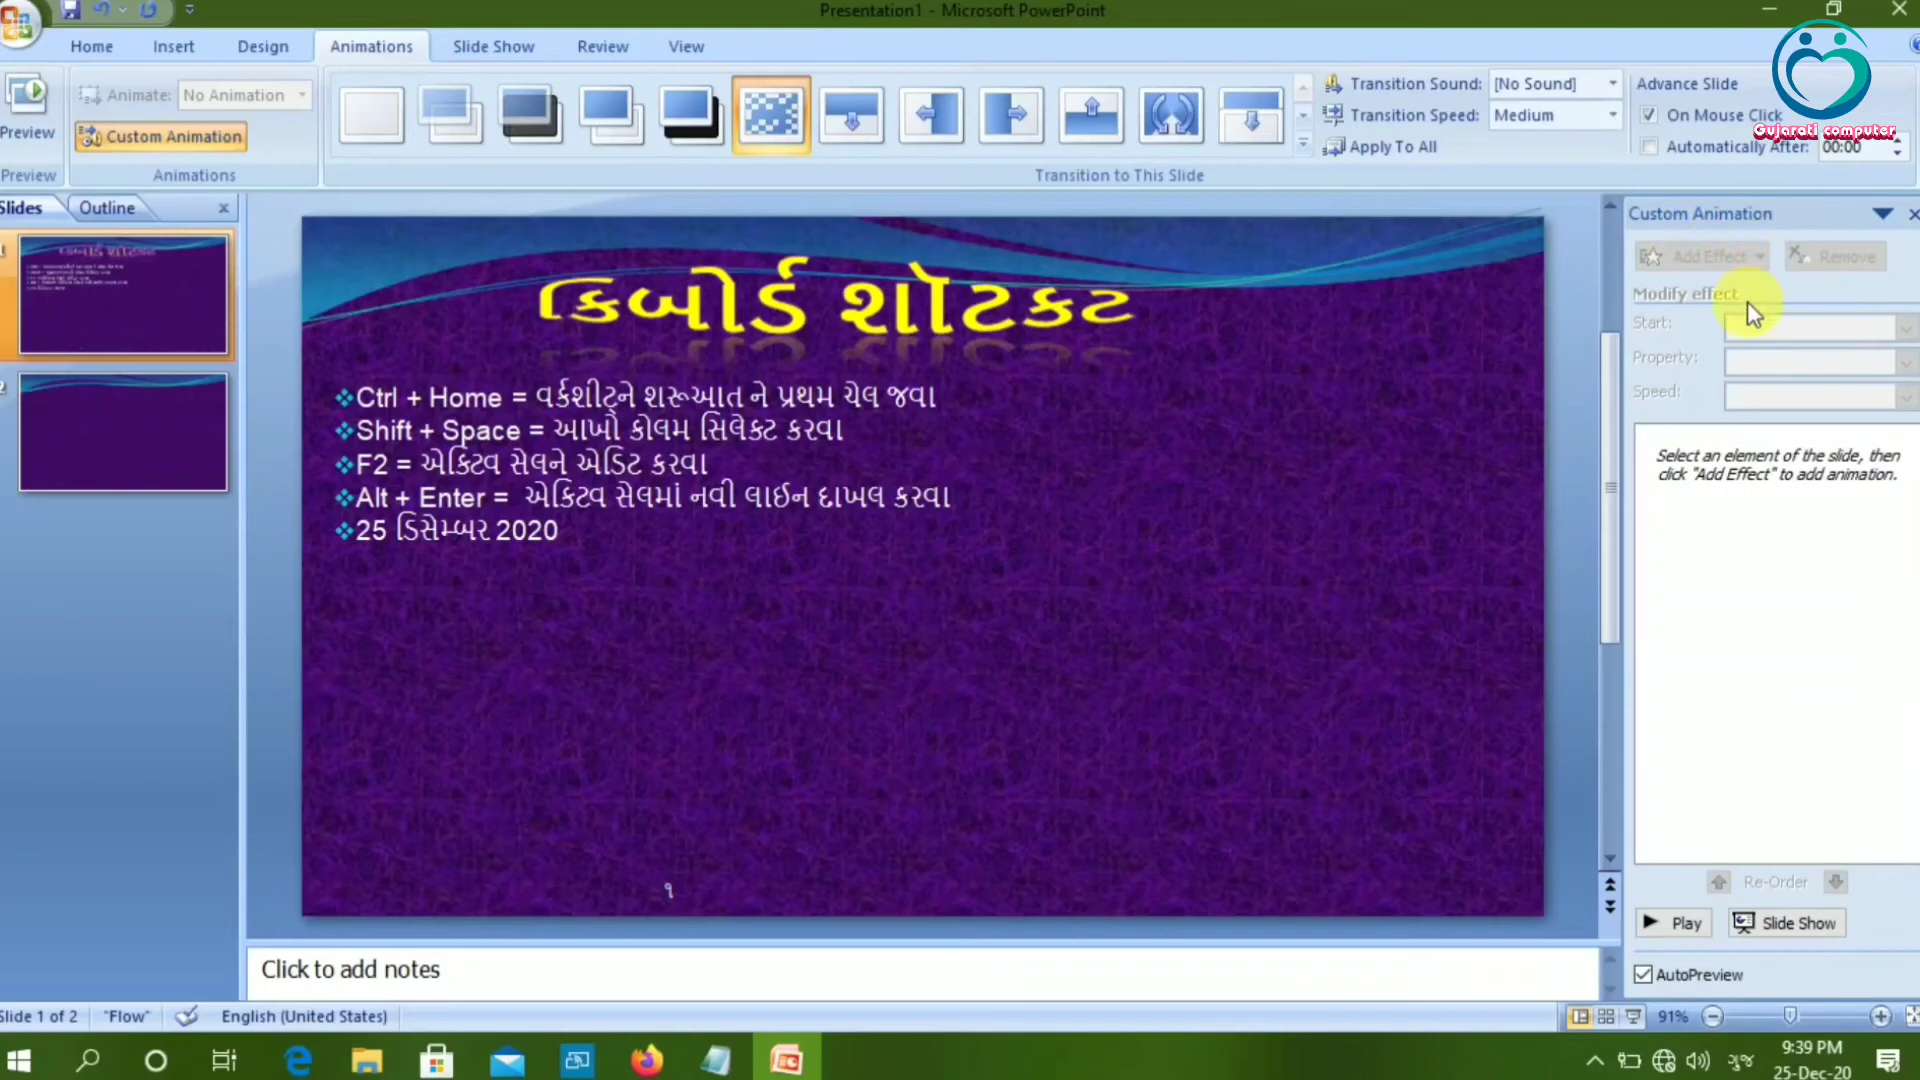 Presentation1 - Microsoft PowerPoint
Home Insert Design Animations Slide Show Review View
Preview
Preview
Animate: No Animation
Custom Animation
Animations
Transition Sound: [No Sound]
Transition Speed: Medium
Apply To All
Transition to This Slide
Advance Slide
On Mouse Click
Automatically After: 00:00
Gujarati computer
Slides Outline
કિબોર્ડ શૉટકટ
Ctrl + Home = વર્કશીટ્ને શરૂઆત ને પ્રથમ ચેલ જવા
Shift + Space = આખો કોલમ સિલેક્ટ કરવા
F2 = એક્ટિવ સેલને એડિટ કરવા
Alt + Enter = એક્ટિવ સેલમાં નવી લાઈન દાખલ કરવા
25 ડિસેમ્બર 2020
૧
Click to add notes
Custom Animation
Add Effect Remove
Modify effect
Start:
Property:
Speed:
Select an element of the slide, then
click "Add Effect" to add animation.
Re-Order
Play Slide Show
AutoPreview
Slide 1 of 2 "Flow" English (United States) 91%
ગુજ
9:39 PM
25-Dec-20